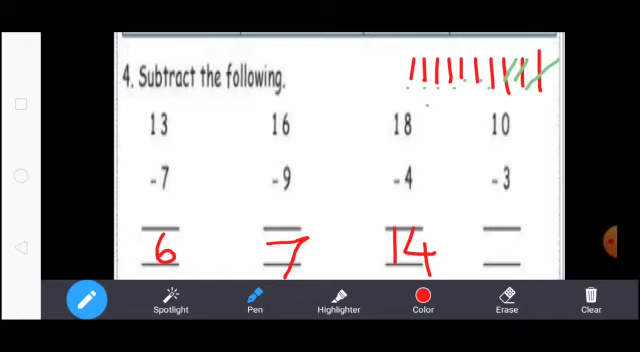 4. Subtract the following.
13 16 18 10
-7 -9 -4 -3
6 7 14
Spotlight Pen Highlighter Color Erase Clear